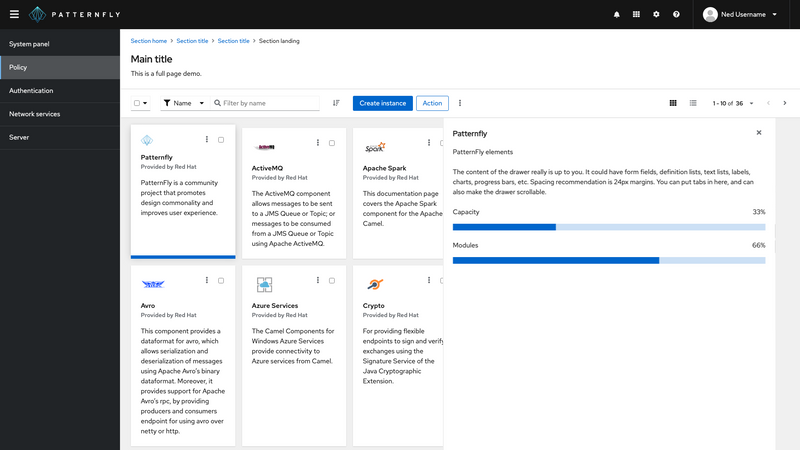 PATTERNFLY
Ned Username
System panel
Policy
Authentication
Network services
Server
Section home > Section title > Section title > Section landing
Main title
This is a full page demo.
Name
Filter by name
Create instance
Action
1 - 10 of 36
Patternfly
Provided by Red Hat
PatternFly is a community
project that promotes
design commonality and
improves user experience.
ActiveMQ
ActiveMQ
Provided by Red Hat
The ActiveMQ component
allows messages to be sent
to a JMS Queue or Topic; or
messages to be consumed
from a JMS Queue or Topic
using Apache ActiveMQ.
Spark
Apache Spark
Provided by Red Hat
This documentation page
covers the Apache Spark
component for the Apache
Camel.
Avro
Provided by Red Hat
This component provides a
dataformat for avro, which
allows serialization and
deserialization of messages
using Apache Avro's binary
dataformat. Moreover, it
provides support for Apache
Avro's rpc, by providing
producers and consumers
endpoint for using avro over
netty or http.
Azure Services
Provided by Red Hat
The Camel Components for
Windows Azure Services
provide connectivity to
Azure services from Camel.
Crypto
Provided by Red Hat
For providing flexible
endpoints to sign and verify
exchanges using the
Signature Service of the
Java Cryptographic
Extension.
Patternfly
PatternFly elements
The content of the drawer really is up to you. It could have form fields, definition lists, text lists, labels,
charts, progress bars, etc. Spacing recommendation is 24px margins. You can put tabs in here, and can
also make the drawer scrollable.
Capacity 33%
Modules 66%